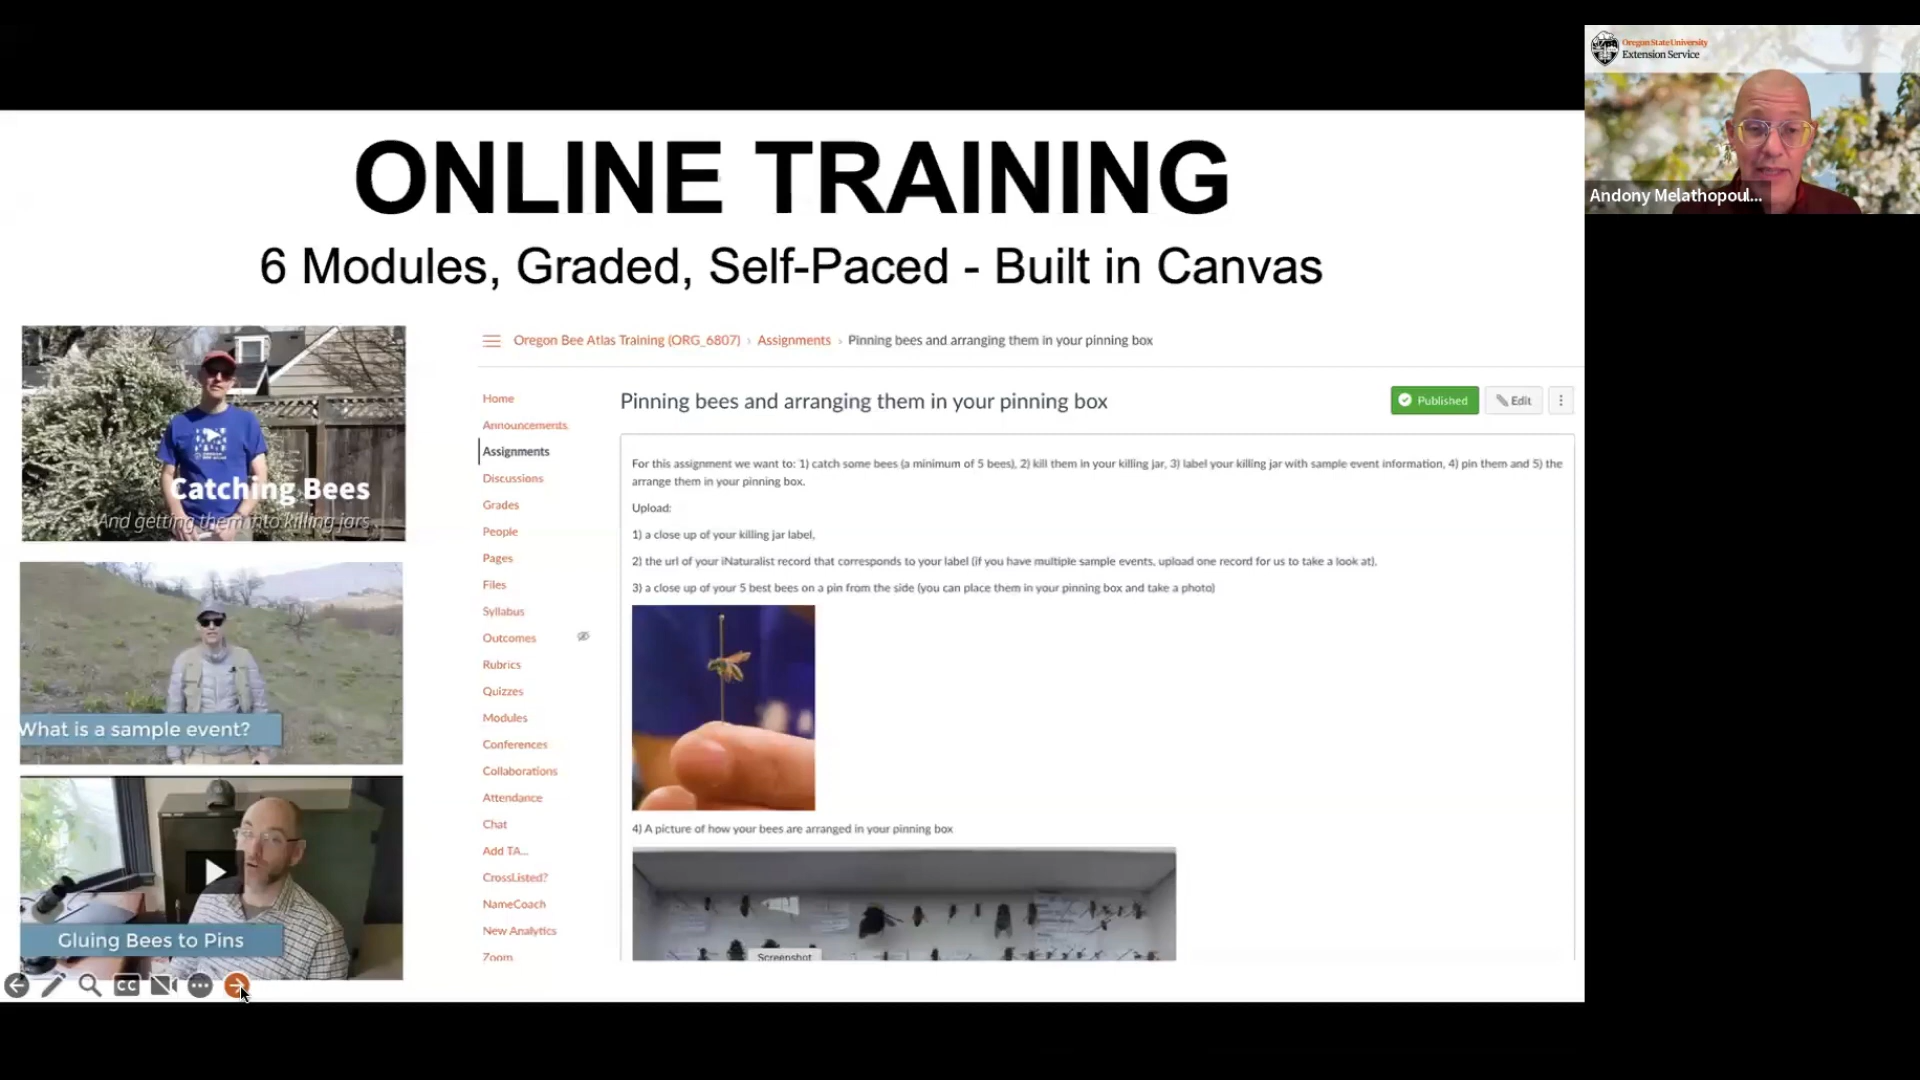 Oregon State University
Extension Service
Andony Melathopoul...
ONLINE TRAINING
6 Modules, Graded, Self-Paced - Built in Canvas
Catching Bees
And getting them into killing jars
What is a sample event?
Gluing Bees to Pins
CC
Oregon Bee Atlas Training (ORG_6807) › Assignments › Pinning bees and arranging them in your pinning box
Home
Announcements
Assignments
Discussions
Grades
People
Pages
Files
Syllabus
Outcomes
Rubrics
Quizzes
Modules
Conferences
Collaborations
Attendance
Chat
Add TA...
CrossListed?
NameCoach
New Analytics
Zoom
Pinning bees and arranging them in your pinning box
Published
Edit
For this assignment we want to: 1) catch some bees (a minimum of 5 bees), 2) kill them in your killing jar, 3) label your killing jar with sample event information, 4) pin them and 5) the
arrange them in your pinning box.
Upload:
1) a close up of your killing jar label,
2) the url of your iNaturalist record that corresponds to your label (if you have multiple sample events, upload one record for us to take a look at),
3) a close up of your 5 best bees on a pin from the side (you can place them in your pinning box and take a photo)
4) A picture of how your bees are arranged in your pinning box
Screenshot